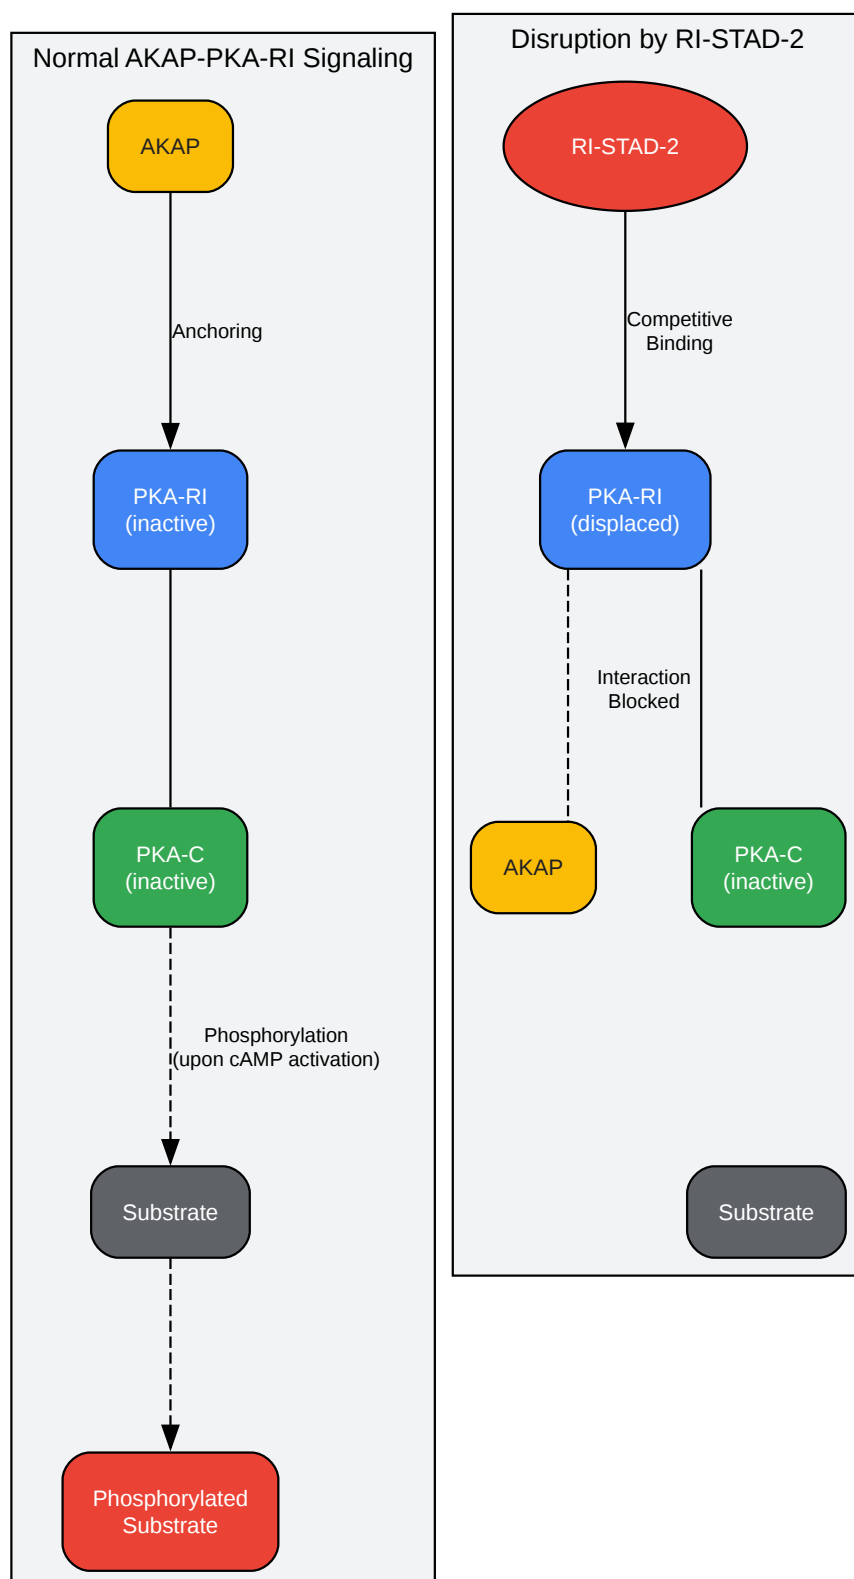 Normal AKAP-PKA-RI Signaling
AKAP
Anchoring
PKA-RI
(inactive)
PKA-C
(inactive)
Phosphorylation
(upon cAMP activation)
Substrate
Phosphorylated
Substrate
Disruption by RI-STAD-2
RI-STAD-2
Competitive
Binding
PKA-RI
(displaced)
Interaction
Blocked
AKAP
PKA-C
(inactive)
Substrate